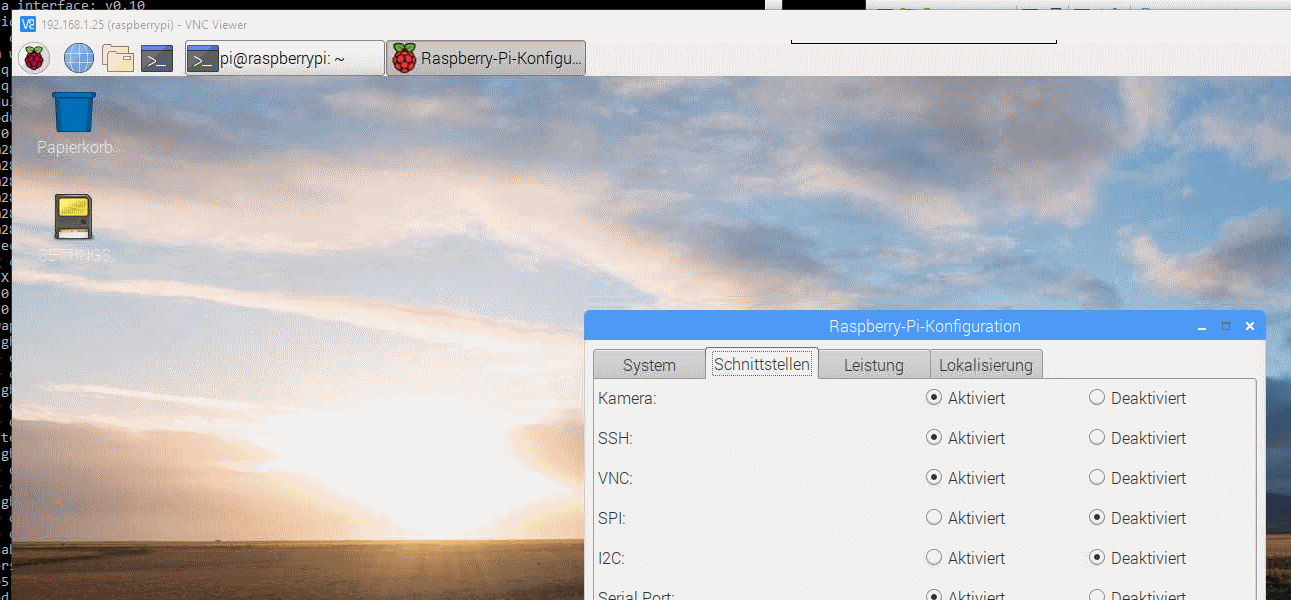 a interface: v0.10
192.168.1.25 (raspberrypi) - VNC Viewer
pi@raspberrypi: ~
Raspberry-Pi-Konfigu...
Papierkorb
SETTINGS
Raspberry-Pi-Konfiguration
System
Schnittstellen
Leistung
Lokalisierung
Kamera:
Aktiviert
Deaktiviert
SSH:
Aktiviert
Deaktiviert
VNC:
Aktiviert
Deaktiviert
SPI:
Aktiviert
Deaktiviert
I2C:
Aktiviert
Deaktiviert
Serial Port:
Aktiviert
Deaktiviert